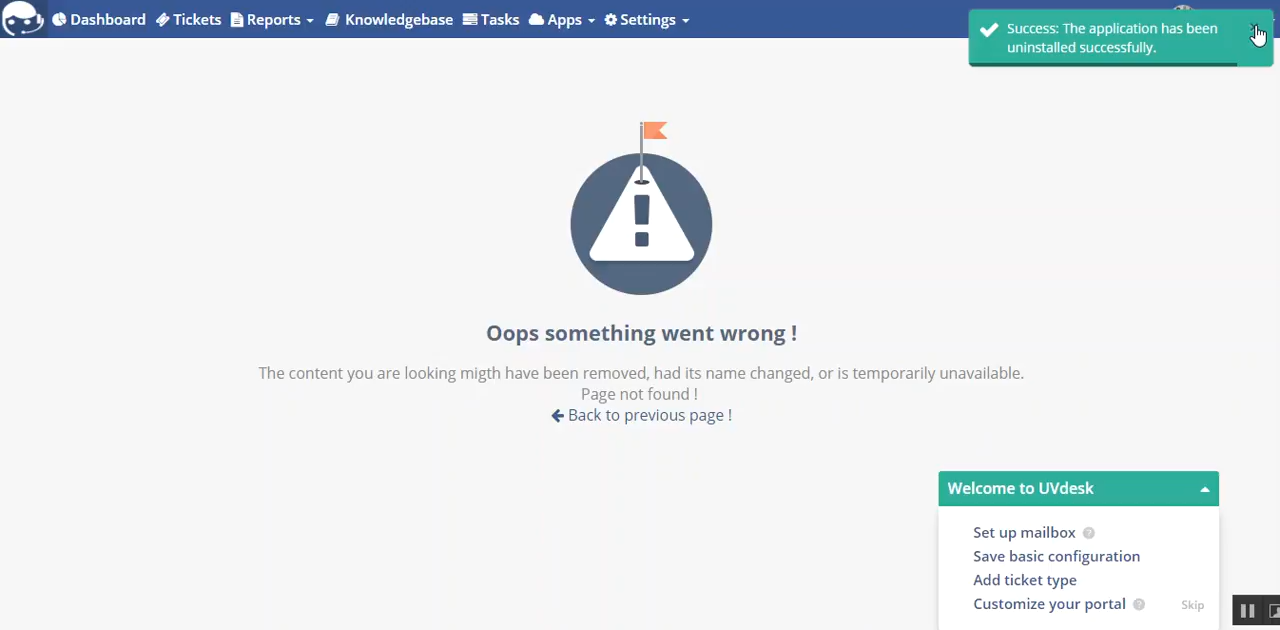 Dashboard Tickets Reports Knowledgebase Tasks Apps Settings
Success: The application has been
uninstalled successfully.
Oops something went wrong !
The content you are looking migth have been removed, had its name changed, or is temporarily unavailable.
Page not found !
Back to previous page !
Welcome to UVdesk
Set up mailbox ?
Save basic configuration
Add ticket type
Customize your portal ? Skip